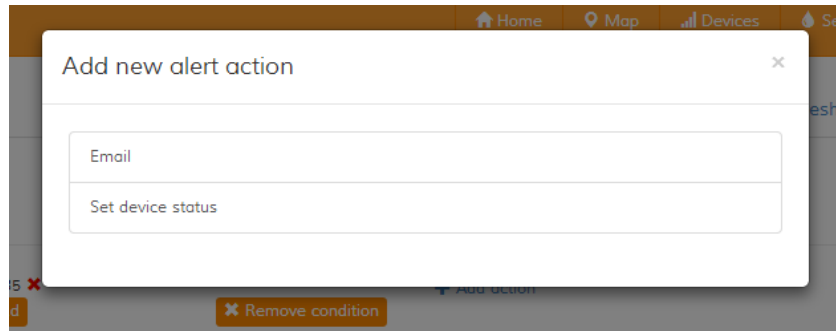 Home Map Devices
Add new alert action
×
Email
Set device status
Add action
Remove condition